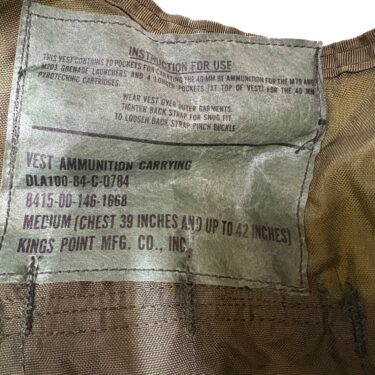 INSTRUCTION FOR USE
THIS VEST CONTAINS 20 POCKETS FOR CARRYING THE 40 MM HE AMMUNITION FOR THE M79 AND
M203 GRENADE LAUNCHERS AND 4 LONGER POCKETS (AT TOP OF VEST) FOR THE 40 MM
PYROTECHNIC CARTRIDGES.
WEAR VEST OVER OUTER GARMENTS.
TIGHTEN BACK STRAP FOR SNUG FIT.
TO LOOSEN BACK STRAP PINCH BUCKLE
VEST AMMUNITION CARRYING
DLA100-84-C-0784
8415-00-146-1668
MEDIUM (CHEST 39 INCHES AND UP TO 42 INCHES)
KINGS POINT MFG. CO., INC.